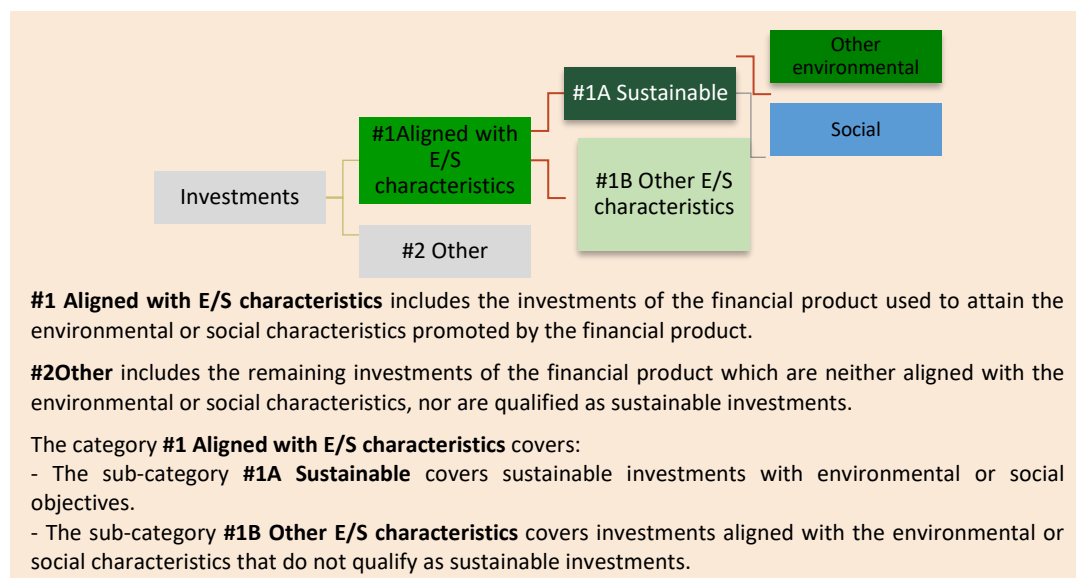 Other
environmental
#1A Sustainable
#1Aligned with
E/S
characteristics
Social
#1B Other E/S
characteristics
Investments
#2 Other
#1 Aligned with E/S characteristics includes the investments of the financial product used to attain the
environmental or social characteristics promoted by the financial product.
#2Other includes the remaining investments of the financial product which are neither aligned with the
environmental or social characteristics, nor are qualified as sustainable investments.
The category #1 Aligned with E/S characteristics covers:
- The sub-category #1A Sustainable covers sustainable investments with environmental or social
objectives.
- The sub-category #1B Other E/S characteristics covers investments aligned with the environmental or
social characteristics that do not qualify as sustainable investments.